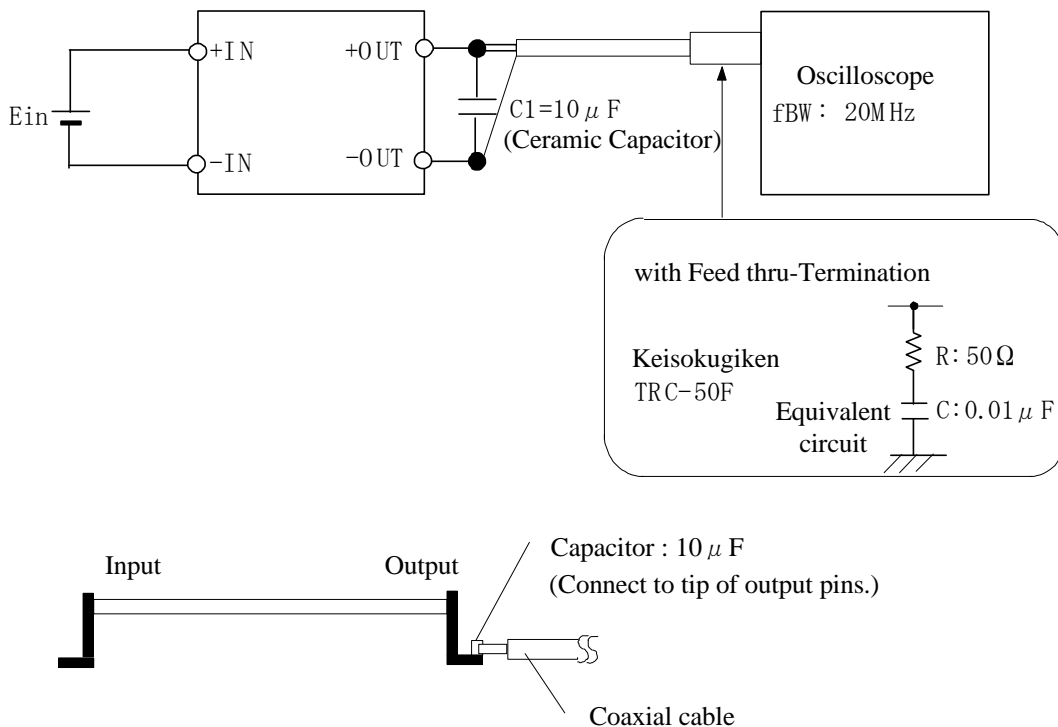 +IN
+OUT
Ein
-IN
-OUT
C1=10μF
(Ceramic Capacitor)
Oscilloscope
fBW: 20MHz
with Feed thru-Termination
Keisokugiken
TRC-50F
R:50Ω
C:0.01μF
Equivalent
circuit
Input
Output
Capacitor : 10μF
(Connect to tip of output pins.)
Coaxial cable